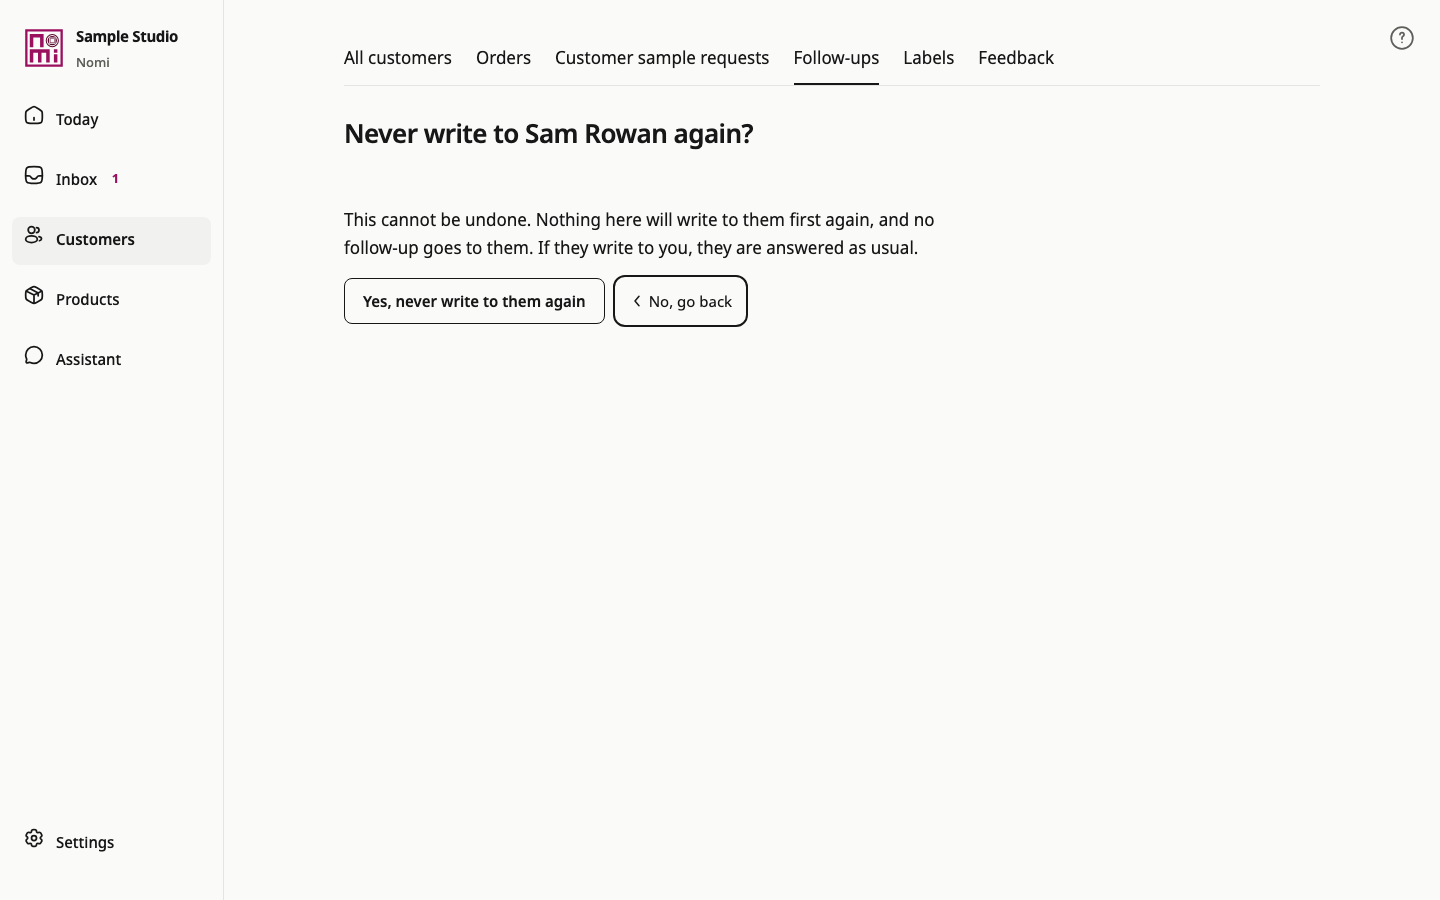 Sample Studio
Nomi
Today
Inbox 1
Customers
Products
Assistant
Settings
All customers Orders Customer sample requests Follow-ups Labels Feedback
Never write to Sam Rowan again?
This cannot be undone. Nothing here will write to them first again, and no
follow-up goes to them. If they write to you, they are answered as usual.
Yes, never write to them again No, go back